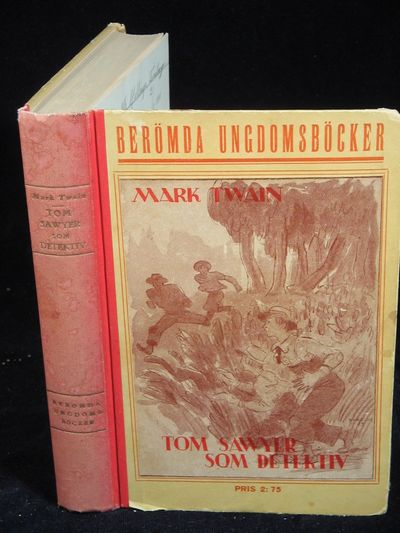 Mark Twain
TOM
SAWYER
SOM
DETEKTIV
BERÖMDA
UNGDOMS
BÖCKER
BERÖMDA UNGDOMSBÖCKER
MARK TWAIN
TOM SAWYER
SOM DETEKTIV
PRIS 2:75